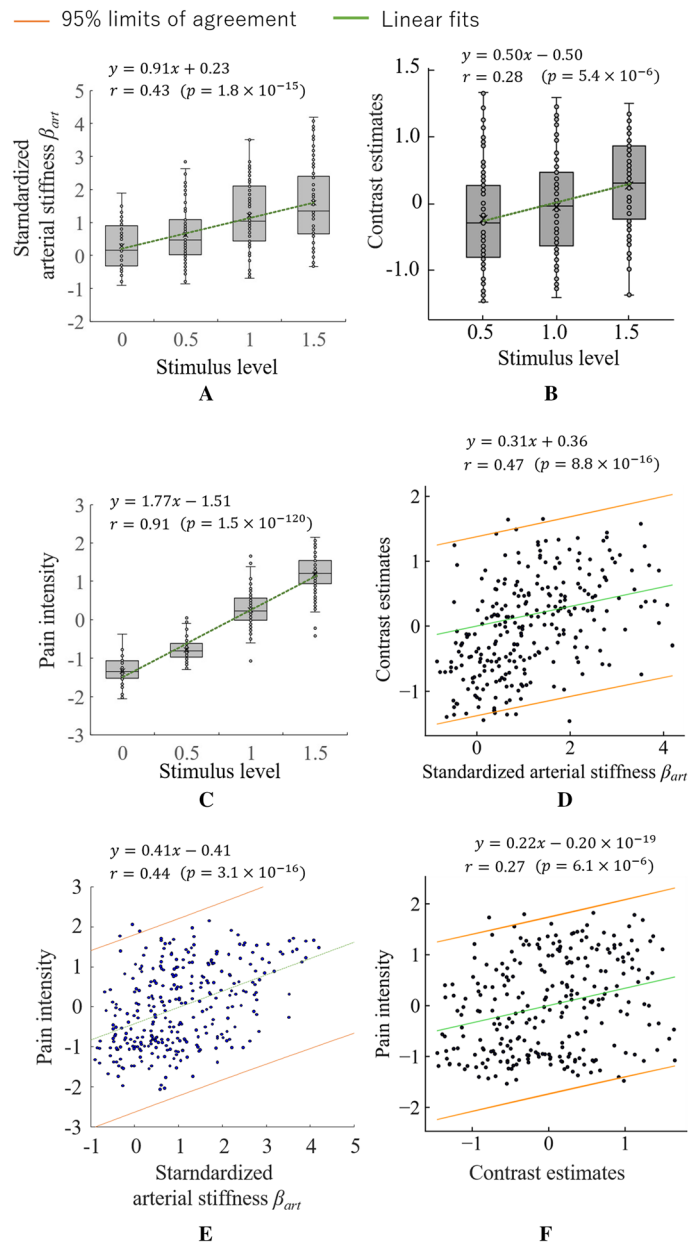 95% limits of agreement
Linear fits
y = 0.91x + 0.23
r = 0.43 (p = 1.8 × 10⁻¹⁵)
Starndardized
arterial stiffness βart
5
4
3
2
1
0
-1
-2
0 0.5 1 1.5
Stimulus level
A
y = 0.50x − 0.50
r = 0.28 (p = 5.4 × 10⁻⁶)
Contrast estimates
1.5
1.0
0
-1.0
0.5 1.0 1.5
Stimulus level
B
y = 1.77x − 1.51
r = 0.91 (p = 1.5 × 10⁻¹²⁰)
Pain intensity
3
2
1
0
-1
-2
-3
0 0.5 1 1.5
Stimulus level
C
y = 0.31x + 0.36
r = 0.47 (p = 8.8 × 10⁻¹⁶)
Contrast estimates
2
1
0
−1
0 2 4
Standardized arterial stiffness βart
D
y = 0.41x − 0.41
r = 0.44 (p = 3.1 × 10⁻¹⁶)
Pain intensity
3
2
1
0
-1
-2
-3
-1 0 1 2 3 4 5
Starndardized
arterial stiffness βart
E
y = 0.22x − 0.20 × 10⁻¹⁹
r = 0.27 (p = 6.1 × 10⁻⁶)
Pain intensity
2
1
0
−1
−2
−1 0 1
Contrast estimates
F